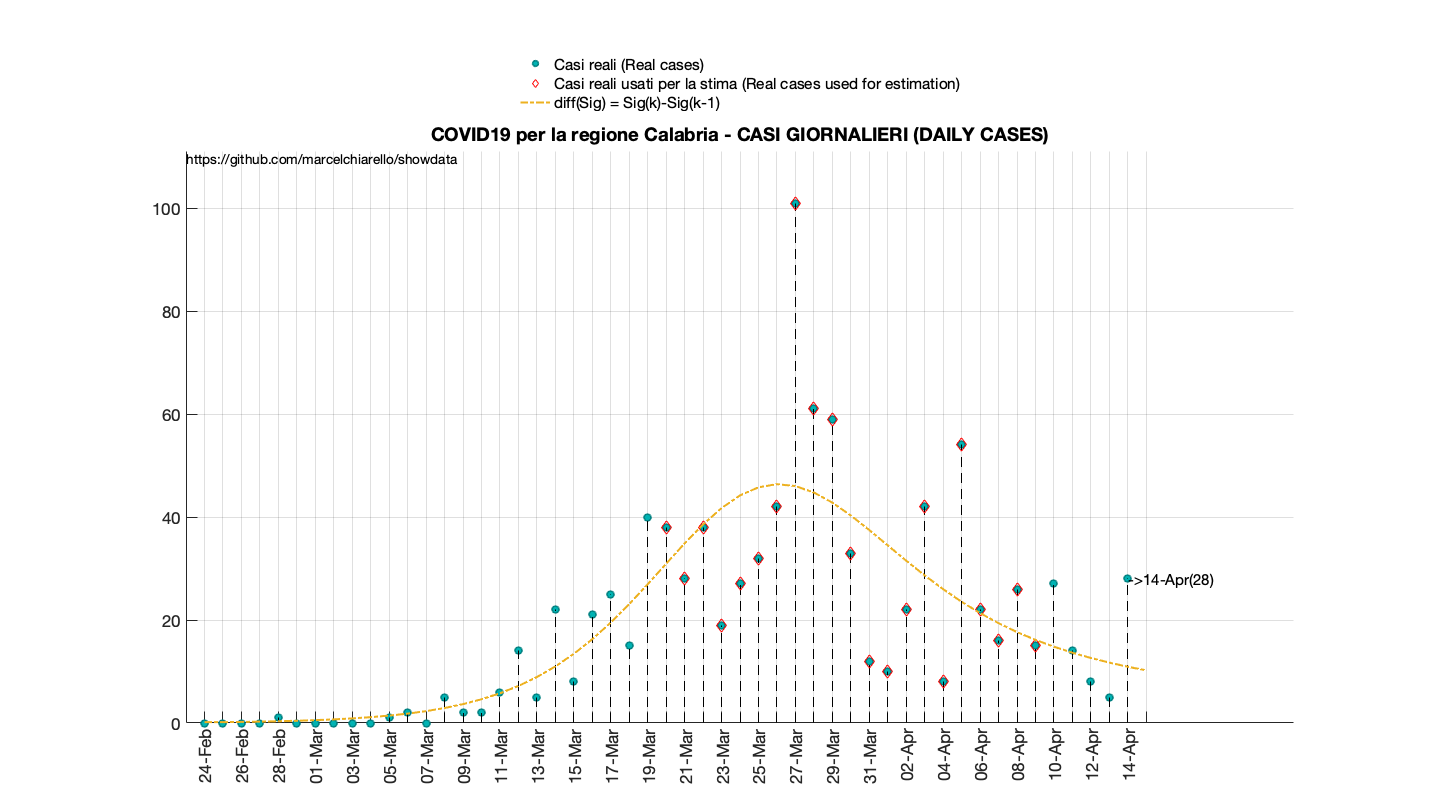 Casi reali (Real cases)
Casi reali usati per la stima (Real cases used for estimation)
diff(Sig) = Sig(k)-Sig(k-1)
COVID19 per la regione Calabria - CASI GIORNALIERI (DAILY CASES)
https://github.com/marcelchiarello/showdata
100
80
60
40
20
0
->14-Apr(28)
24-Feb
26-Feb
28-Feb
01-Mar
03-Mar
05-Mar
07-Mar
09-Mar
11-Mar
13-Mar
15-Mar
17-Mar
19-Mar
21-Mar
23-Mar
25-Mar
27-Mar
29-Mar
31-Mar
02-Apr
04-Apr
06-Apr
08-Apr
10-Apr
12-Apr
14-Apr